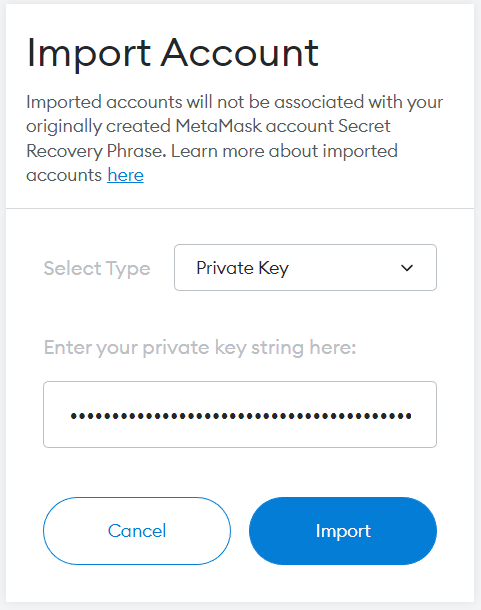 Import Account
Imported accounts will not be associated with your
originally created MetaMask account Secret
Recovery Phrase. Learn more about imported
accounts here
Select Type
Private Key
Enter your private key string here:
Cancel
Import